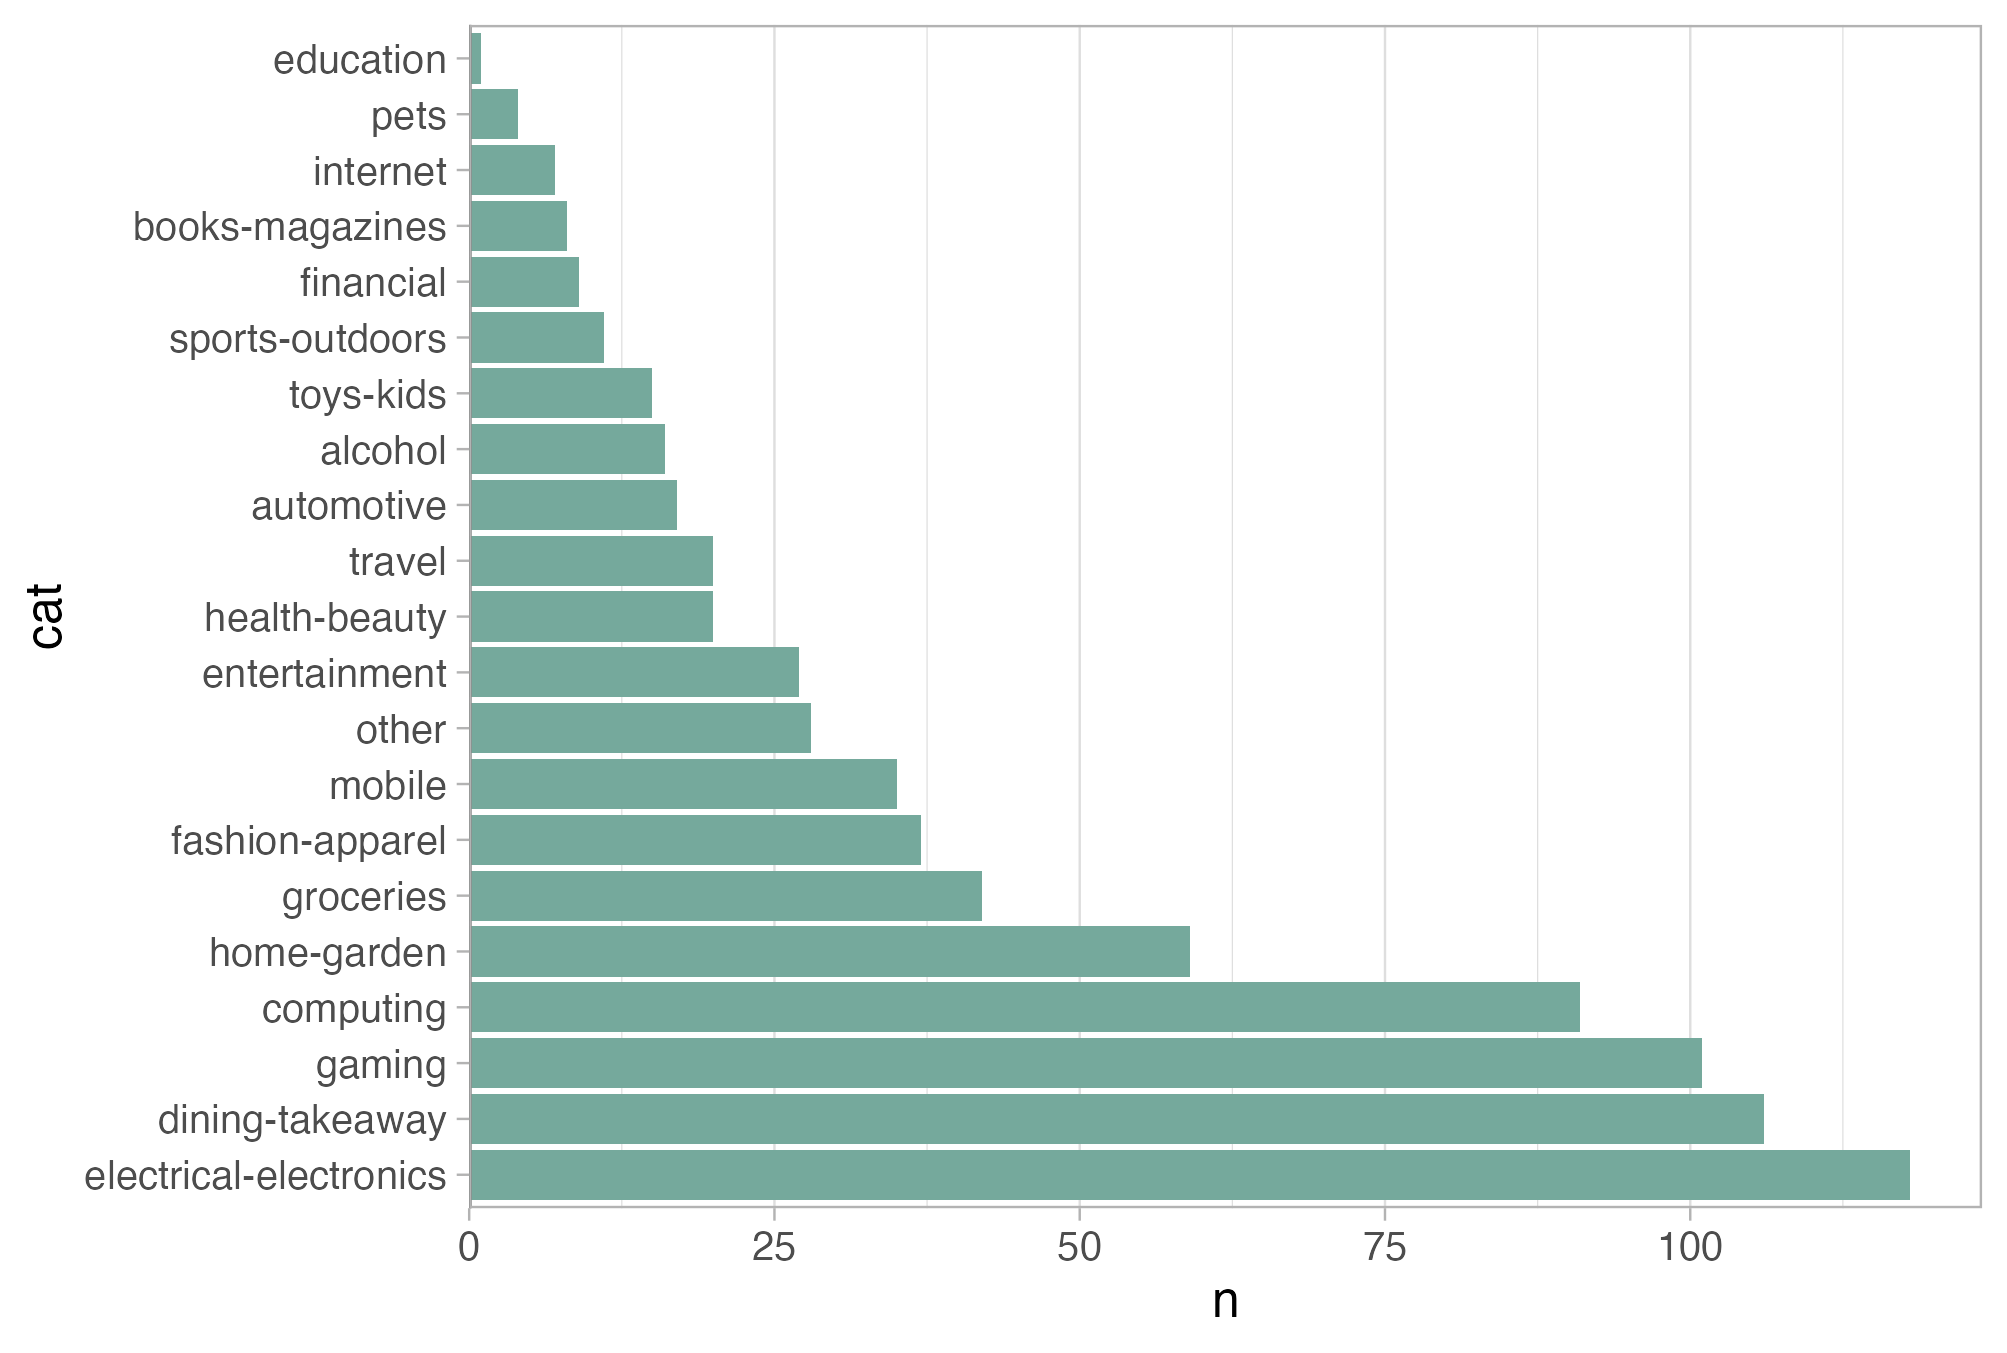 education
pets
internet
books-magazines
financial
sports-outdoors
toys-kids
alcohol
automotive
travel
health-beauty
entertainment
other
mobile
fashion-apparel
groceries
home-garden
computing
gaming
dining-takeaway
electrical-electronics
cat
0 25 50 75 100
n